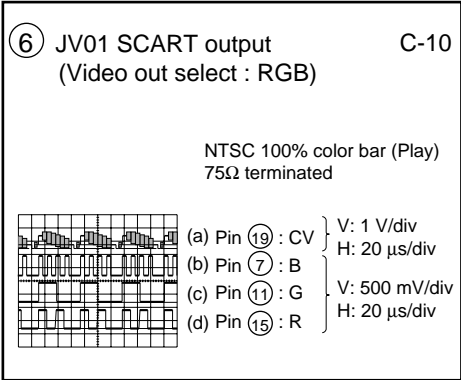 6 JV01 SCART output C-10
(Video out select : RGB)
NTSC 100% color bar (Play)
75Ω terminated
(a) Pin 19 : CV
(b) Pin 7 : B
(c) Pin 11 : G
(d) Pin 15 : R
V: 1 V/div
H: 20 μs/div
V: 500 mV/div
H: 20 μs/div